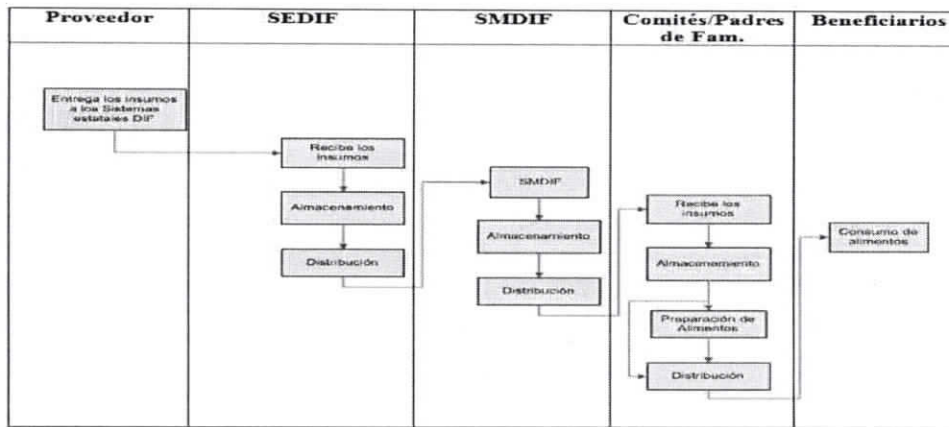 Proveedor
SEDIF
SMDIF
Comités/Padres
de Fam.
Beneficiarios
Entrega los insumos
a los Sistemas
estatales DIF
Recibe los
insumos
Almacenamiento
Distribución
SMDIF
Almacenamiento
Distribución
Recibe los
insumos
Almacenamiento
Preparación de
Alimentos
Distribución
Consumo de
alimentos